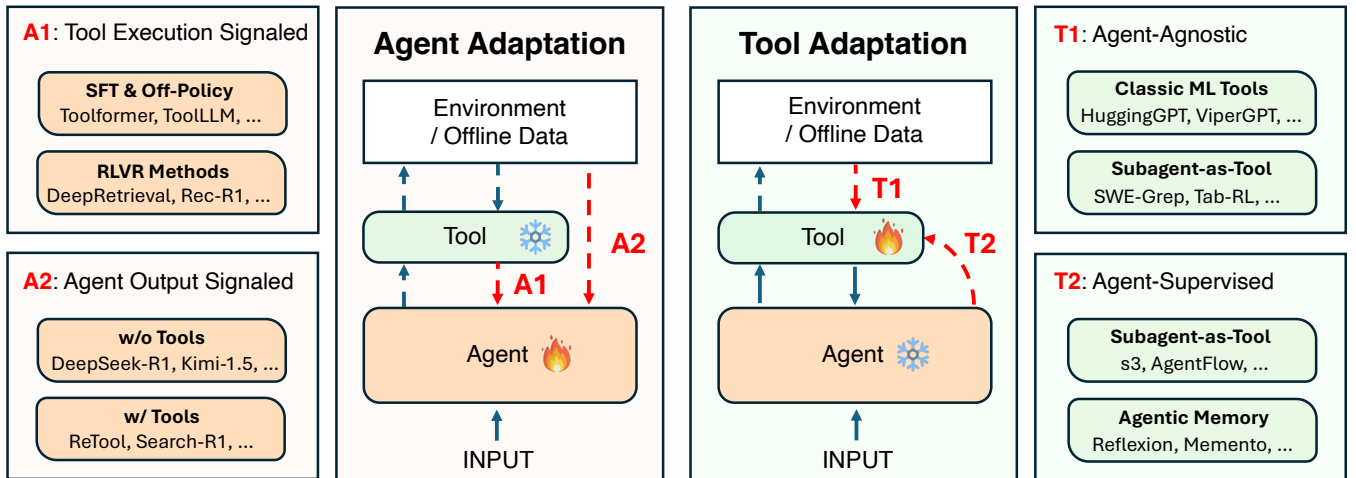 A1: Tool Execution Signaled
SFT & Off-Policy
Toolformer, ToolLLM, ...
RLVR Methods
DeepRetrieval, Rec-R1, ...
A2: Agent Output Signaled
w/o Tools
DeepSeek-R1, Kimi-1.5, ...
w/ Tools
ReTool, Search-R1, ...
Agent Adaptation
Environment
/ Offline Data
Tool
A2
A1
Agent
INPUT
Tool Adaptation
Environment
/ Offline Data
T1
Tool
T2
Agent
INPUT
T1: Agent-Agnostic
Classic ML Tools
HuggingGPT, ViperGPT, ...
Subagent-as-Tool
SWE-Grep, Tab-RL, ...
T2: Agent-Supervised
Subagent-as-Tool
s3, AgentFlow, ...
Agentic Memory
Reflexion, Memento, ...